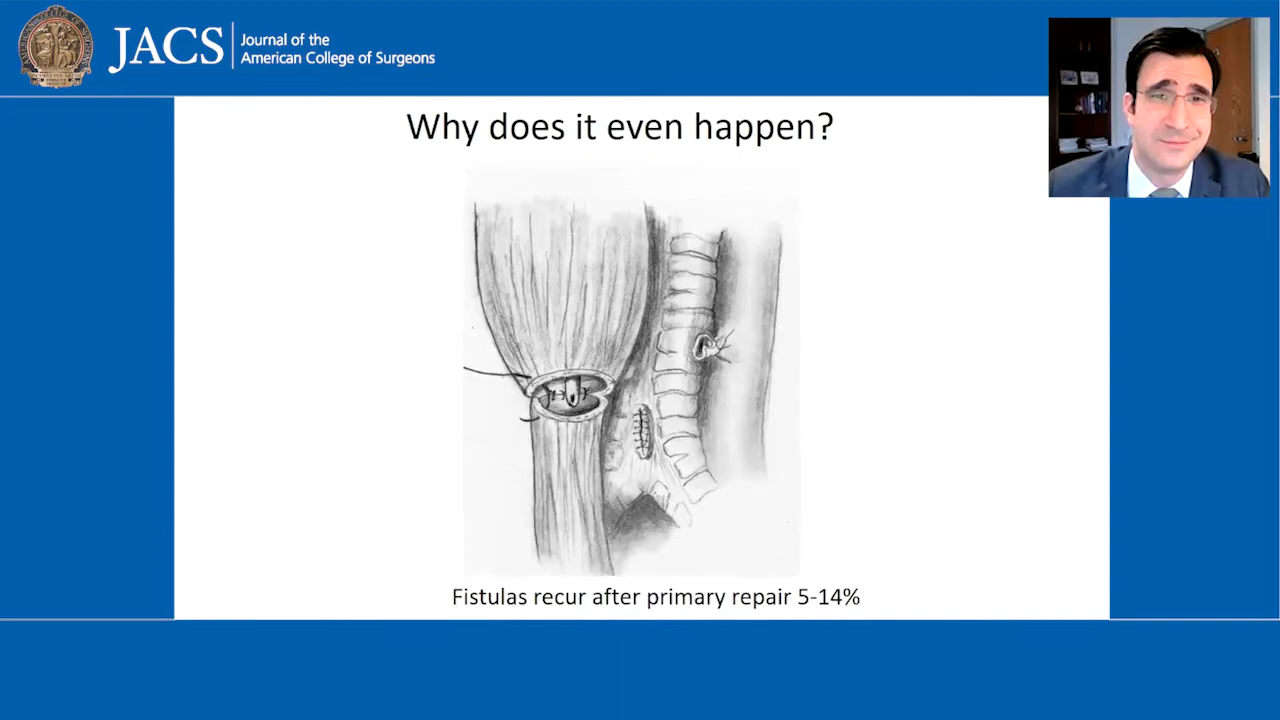 JACS
Journal of the
American College of Surgeons
Why does it even happen?
Fistulas recur after primary repair 5-14%